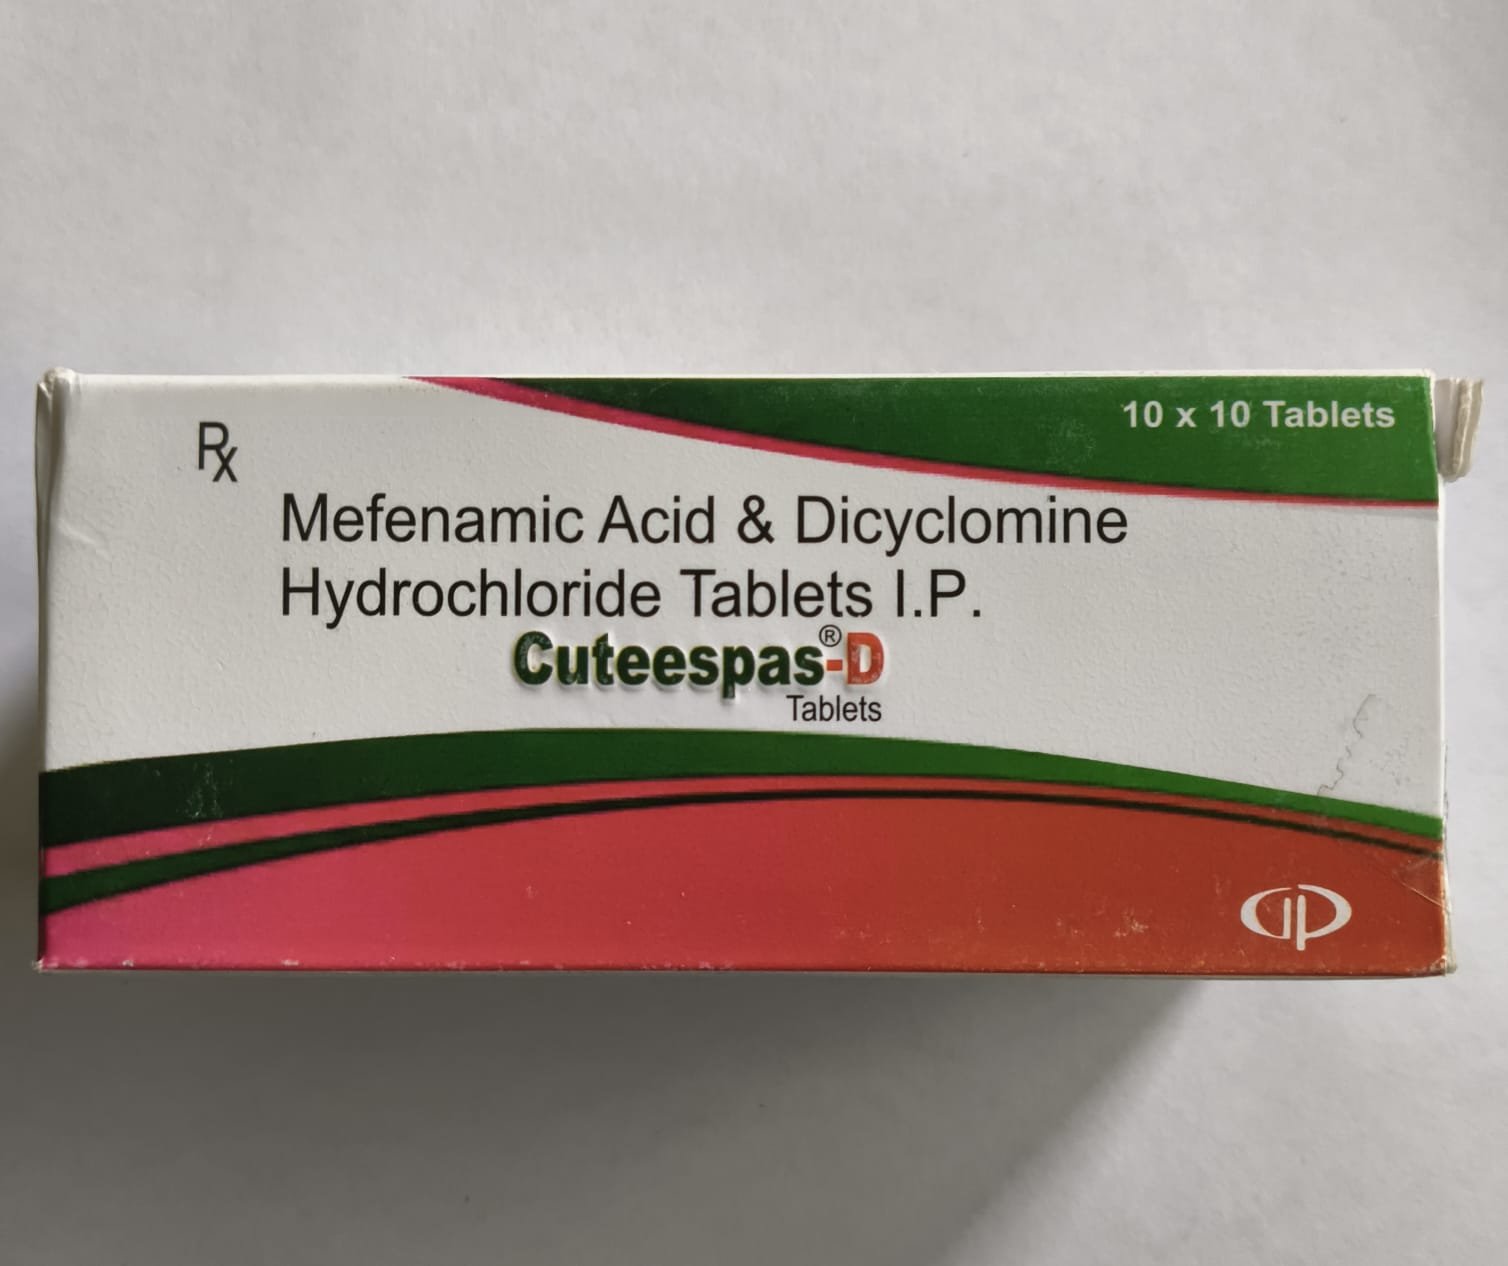 10 x 10 Tablets
Rx
Mefenamic Acid & Dicyclomine
Hydrochloride Tablets I.P.
Cuteespas®-D
Tablets